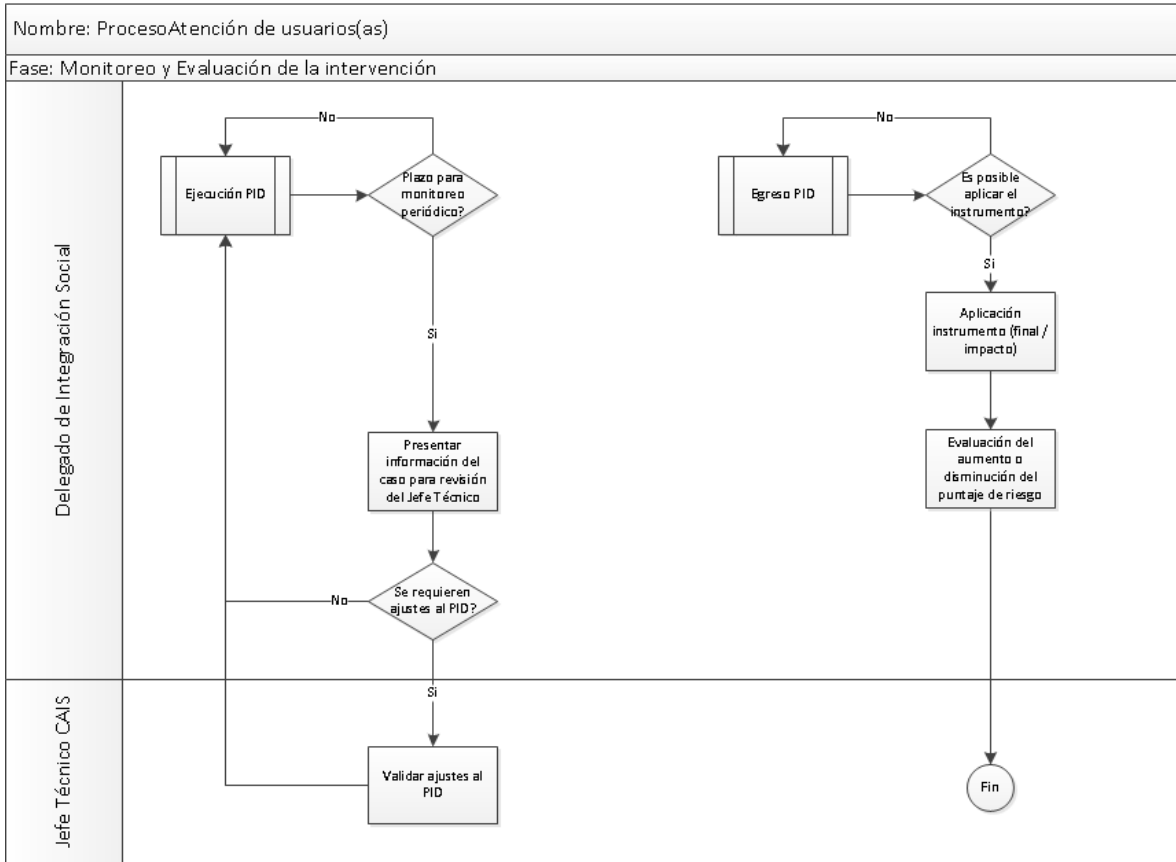 Nombre: ProcesoAtención de usuarios(as)
Fase: Monitoreo y Evaluación de la intervención
Delegado de Integración Social
Jefe Técnico CAIS
No
Ejecución PID
Plazo para
monitoreo
periódico?
Si
Presentar
información del
caso para revisión
del Jefe Técnico
Se requieren
ajustes al PID?
No
Si
Validar ajustes al
PID
No
Egreso PID
Es posible
aplicar el
instrumento?
Si
Aplicación
instrumento (final /
impacto)
Evaluación del
aumento o
disminución del
puntaje de riesgo
Fin